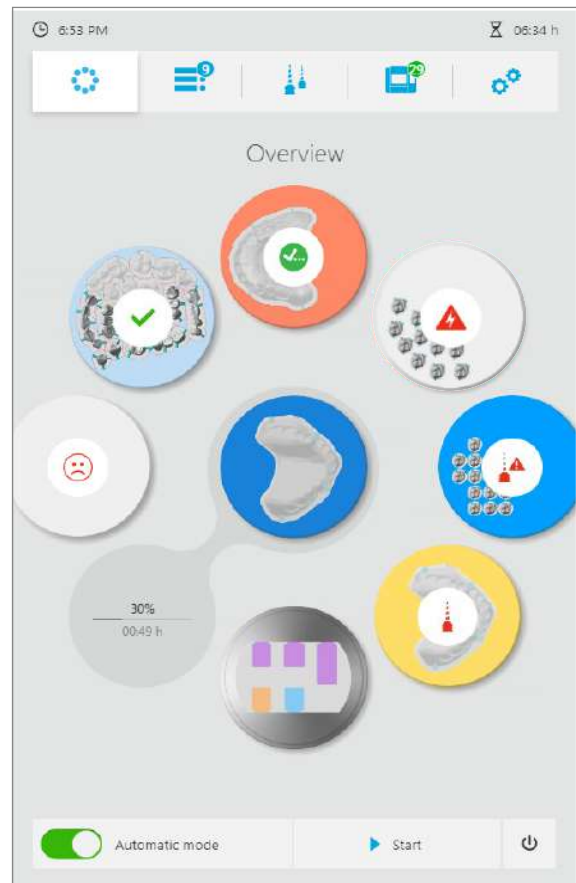 6:53 PM
06:34 h
9
29
Overview
30%
00:49 h
Automatic mode
Start